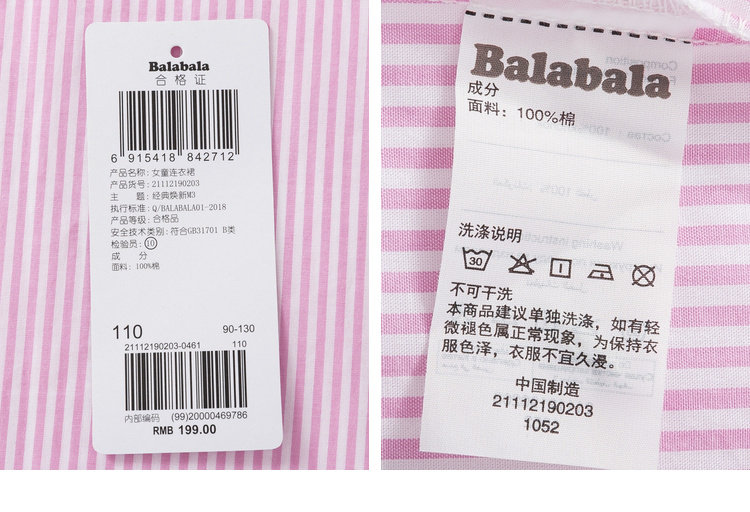 Balabala
合格证
6 915418 842712
产品名称: 女童连衣裙
产品货号: 21112190203
主 题: 经典焕新M3
执行标准: Q/BALABALA01-2018
产品等级: 合格品
安全技术类别: 符合GB31701 B类
检验员: 10
成 分
面料: 100%棉
110 90-130
21112190203-0461 110
内部编码 (99)20000469786
RMB 199.00
Balabala
成分
面料: 100%棉
洗涤说明
30
不可干洗
本商品建议单独洗涤, 如有轻
微褪色属正常现象, 为保持衣
服色泽, 衣服不宜久浸。
中国制造
21112190203
1052